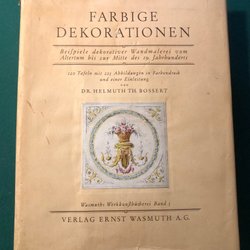 FARBIGE
DEKORATIONEN
Beispiele dekorativer Wandmalerei vom
Altertum bis zur Mitte des 19. Jahrhunderts
120 Tafeln mit 225 Abbildungen in Farbendruck
und einer Einleitung
von
DR. HELMUTH TH. BOSSERT
Wasmuths Werkkunstbücherei Band 3
VERLAG ERNST WASMUTH A.G.